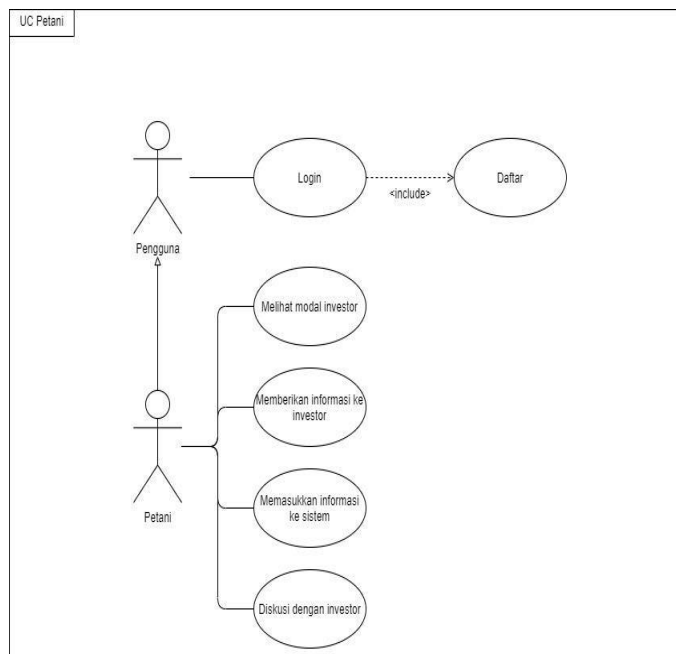 UC Petani
Login
<include>
Daftar
Pengguna
Melihat modal investor
Memberikan informasi ke
investor
Petani
Memasukkan informasi
ke sistem
Diskusi dengan investor